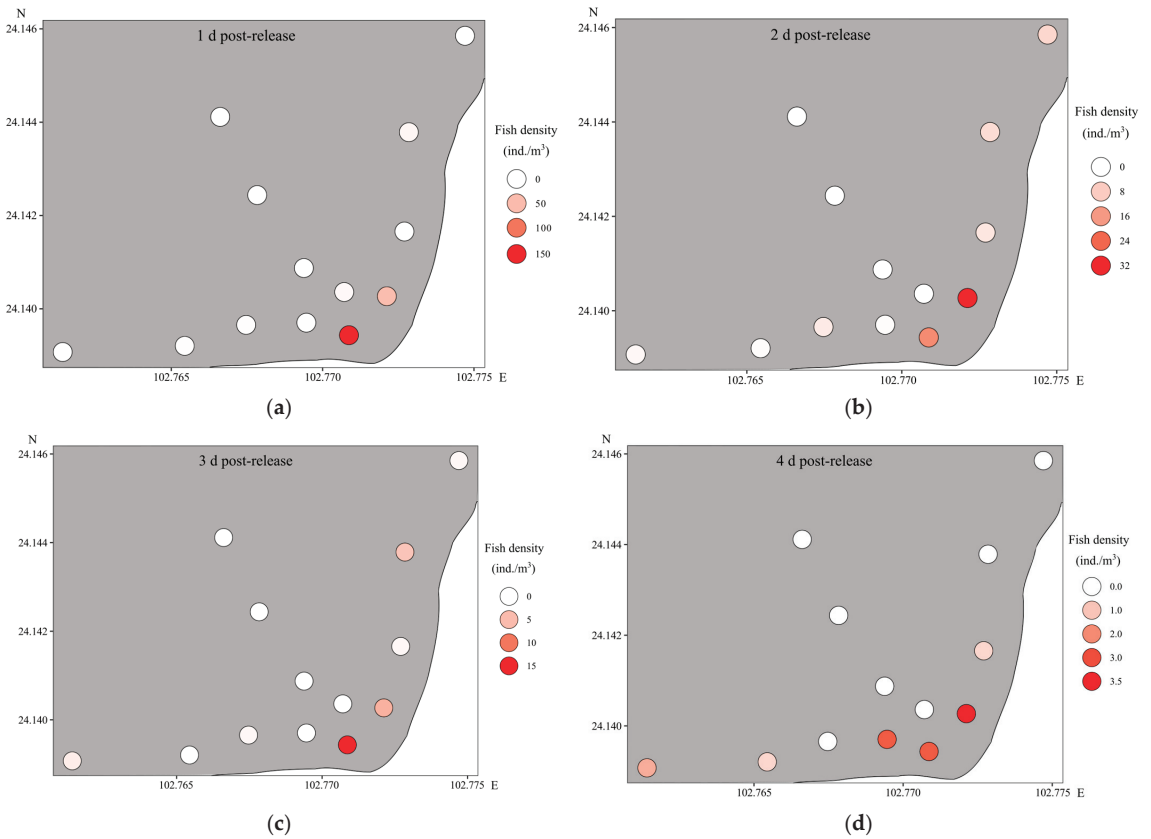 N
24.146
24.144
24.142
24.140
1 d post-release
102.765
102.770
102.775
E
Fish density
(ind./m³)
0
50
100
150
(a)
N
24.146
24.144
24.142
24.140
2 d post-release
102.765
102.770
102.775
E
Fish density
(ind./m³)
0
8
16
24
32
(b)
N
24.146
24.144
24.142
24.140
3 d post-release
102.765
102.770
102.775
E
Fish density
(ind./m³)
0
5
10
15
(c)
N
24.146
24.144
24.142
24.140
4 d post-release
102.765
102.770
102.775
E
Fish density
(ind./m³)
0.0
1.0
2.0
3.0
3.5
(d)